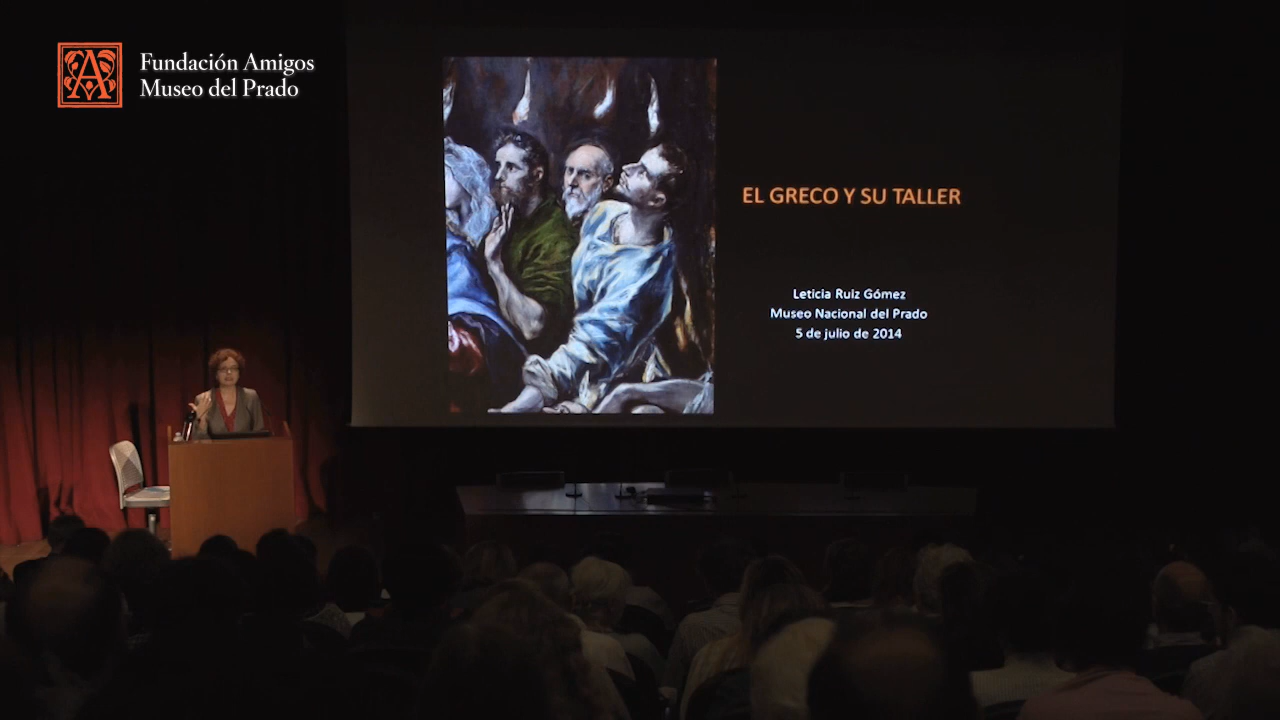 Fundación Amigos
Museo del Prado
EL GRECO Y SU TALLER
Leticia Ruiz Gómez
Museo Nacional del Prado
5 de julio de 2014